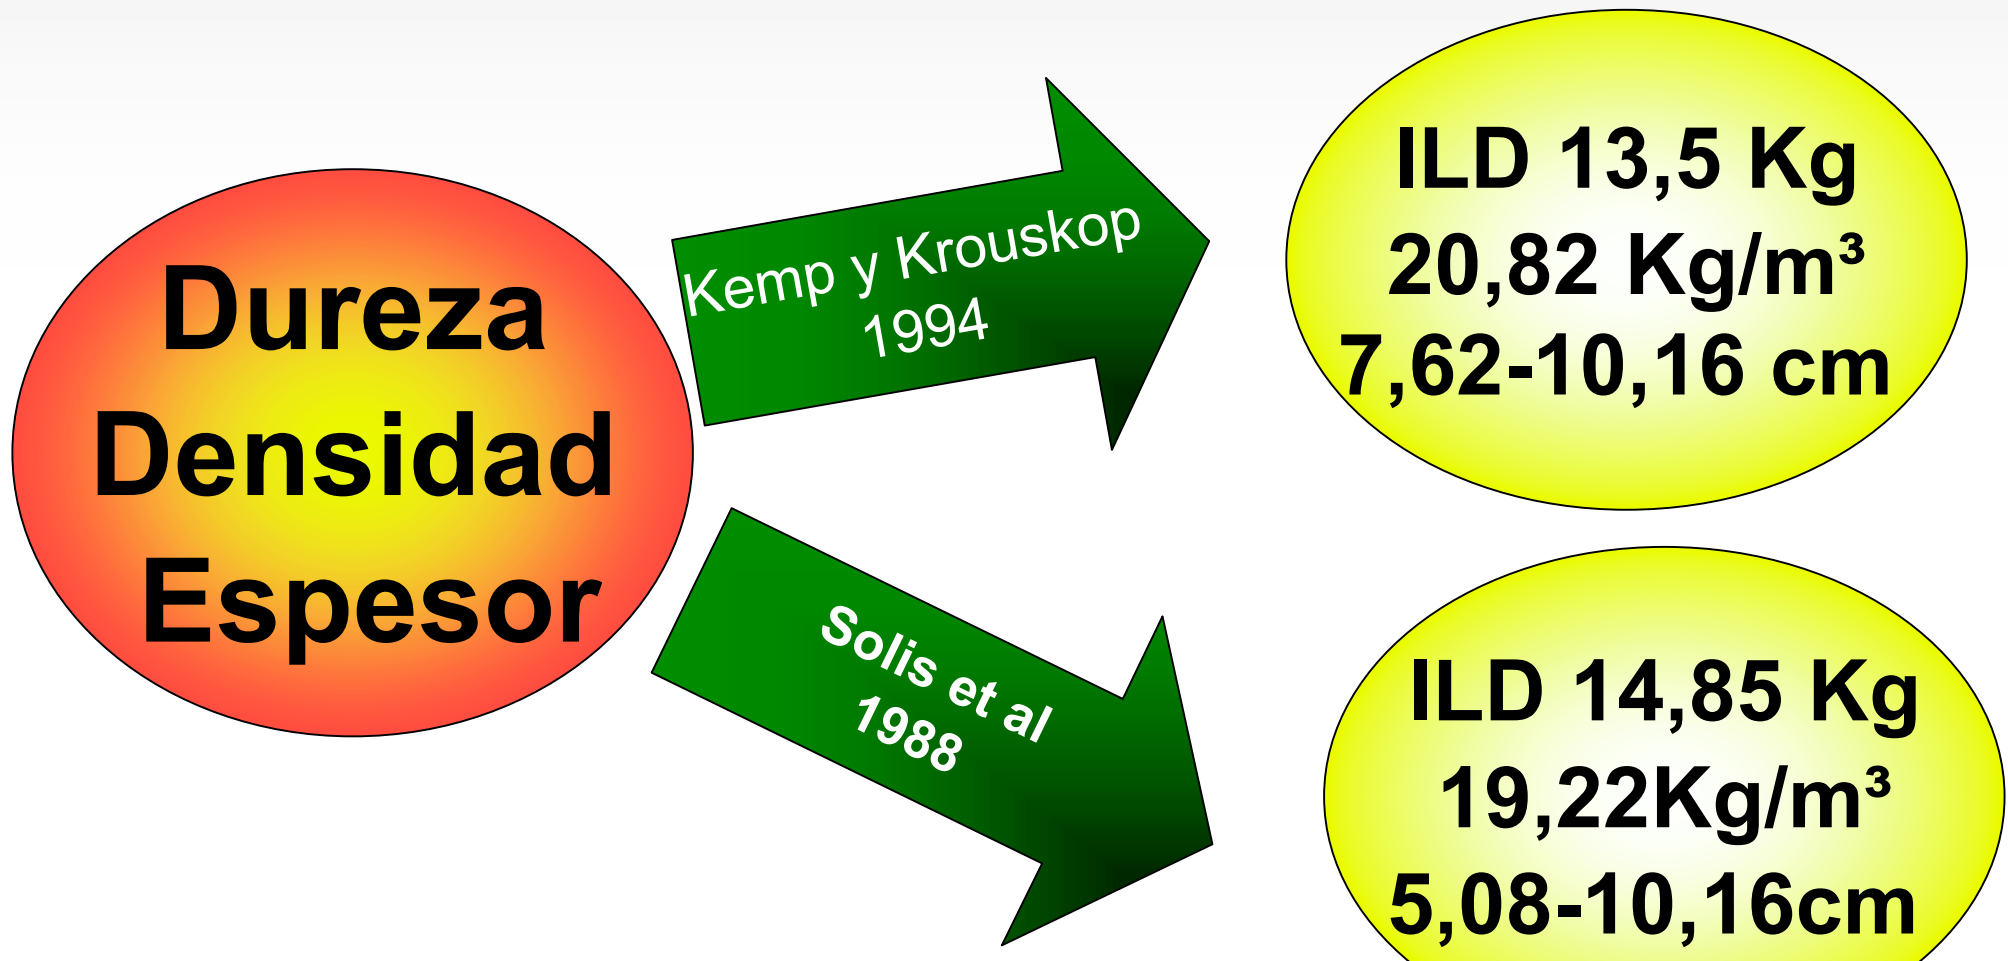 Dureza
Densidad
Espesor
Kemp y Krouskop
1994
ILD 13,5 Kg
20,82 Kg/m³
7,62-10,16 cm
Solis et al
1988
ILD 14,85 Kg
19,22Kg/m³
5,08-10,16cm